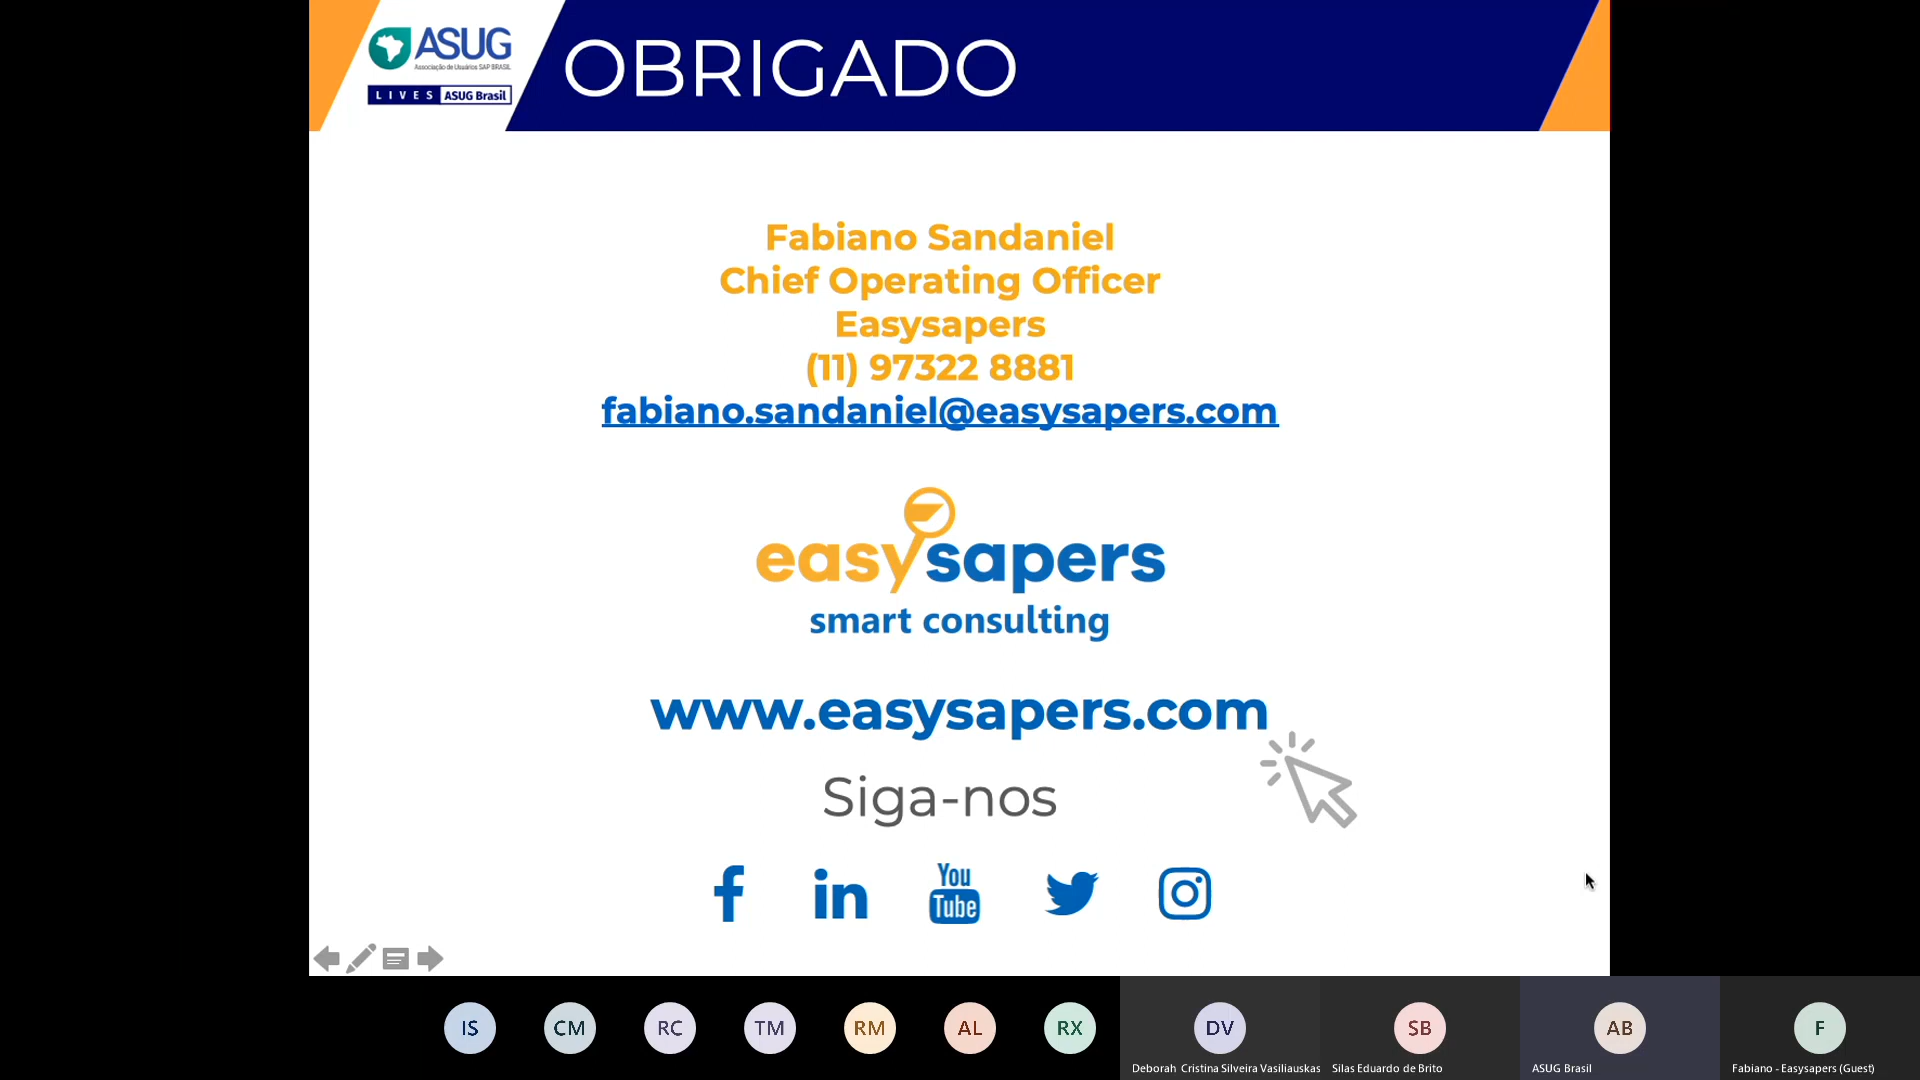 ASUG
Associação de Usuários SAP BRASIL
LIVES ASUG Brasil
OBRIGADO
Fabiano Sandaniel
Chief Operating Officer
Easysapers
(11) 97322 8881
fabiano.sandaniel@easysapers.com
easysapers
smart consulting
www.easysapers.com
Siga-nos
f in You Tube
IS CM RC TM RM AL RX DV SB AB F
Deborah Cristina Silveira Vasiliauskas Silas Eduardo de Brito ASUG Brasil Fabiano - Easysapers (Guest)